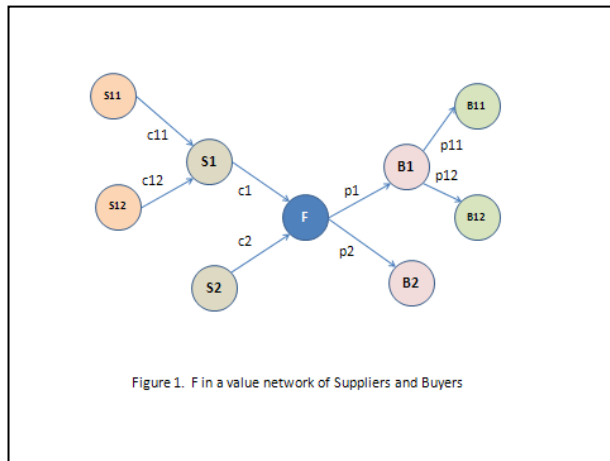 S11
B11
c11
p11
S1
B1
c12
p12
c1
p1
S12
F
B12
c2
p2
S2
B2
Figure 1. F in a value network of Suppliers and Buyers